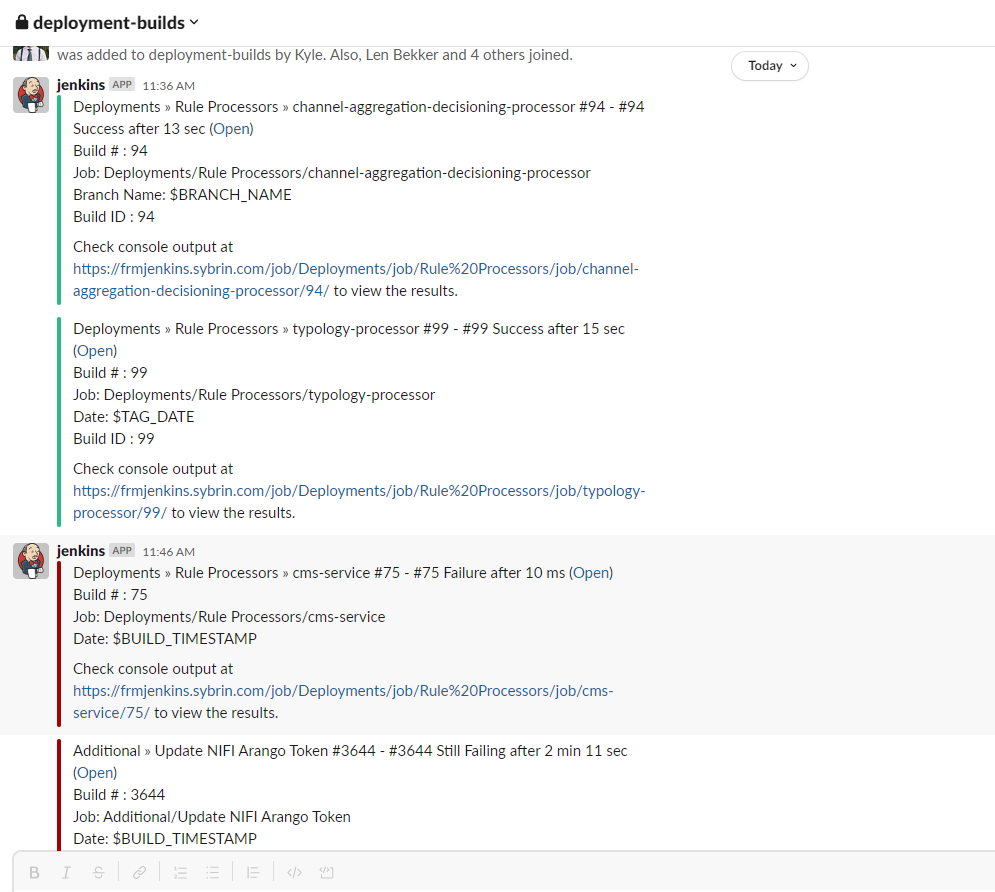 deployment-builds
was added to deployment-builds by Kyle. Also, Len Bekker and 4 others joined.
Today
jenkins APP 11:36 AM
Deployments » Rule Processors » channel-aggregation-decisioning-processor #94 - #94
Success after 13 sec (Open)
Build # : 94
Job: Deployments/Rule Processors/channel-aggregation-decisioning-processor
Branch Name: $BRANCH_NAME
Build ID : 94
Check console output at
https://frmjenkins.sybrin.com/job/Deployments/job/Rule%20Processors/job/channel-
aggregation-decisioning-processor/94/ to view the results.
Deployments » Rule Processors » typology-processor #99 - #99 Success after 15 sec
(Open)
Build # : 99
Job: Deployments/Rule Processors/typology-processor
Date: $TAG_DATE
Build ID : 99
Check console output at
https://frmjenkins.sybrin.com/job/Deployments/job/Rule%20Processors/job/typology-
processor/99/ to view the results.
jenkins APP 11:46 AM
Deployments » Rule Processors » cms-service #75 - #75 Failure after 10 ms (Open)
Build # : 75
Job: Deployments/Rule Processors/cms-service
Date: $BUILD_TIMESTAMP
Check console output at
https://frmjenkins.sybrin.com/job/Deployments/job/Rule%20Processors/job/cms-
service/75/ to view the results.
Additional » Update NIFI Arango Token #3644 - #3644 Still Failing after 2 min 11 sec
(Open)
Build # : 3644
Job: Additional/Update NIFI Arango Token
Date: $BUILD_TIMESTAMP
B I S